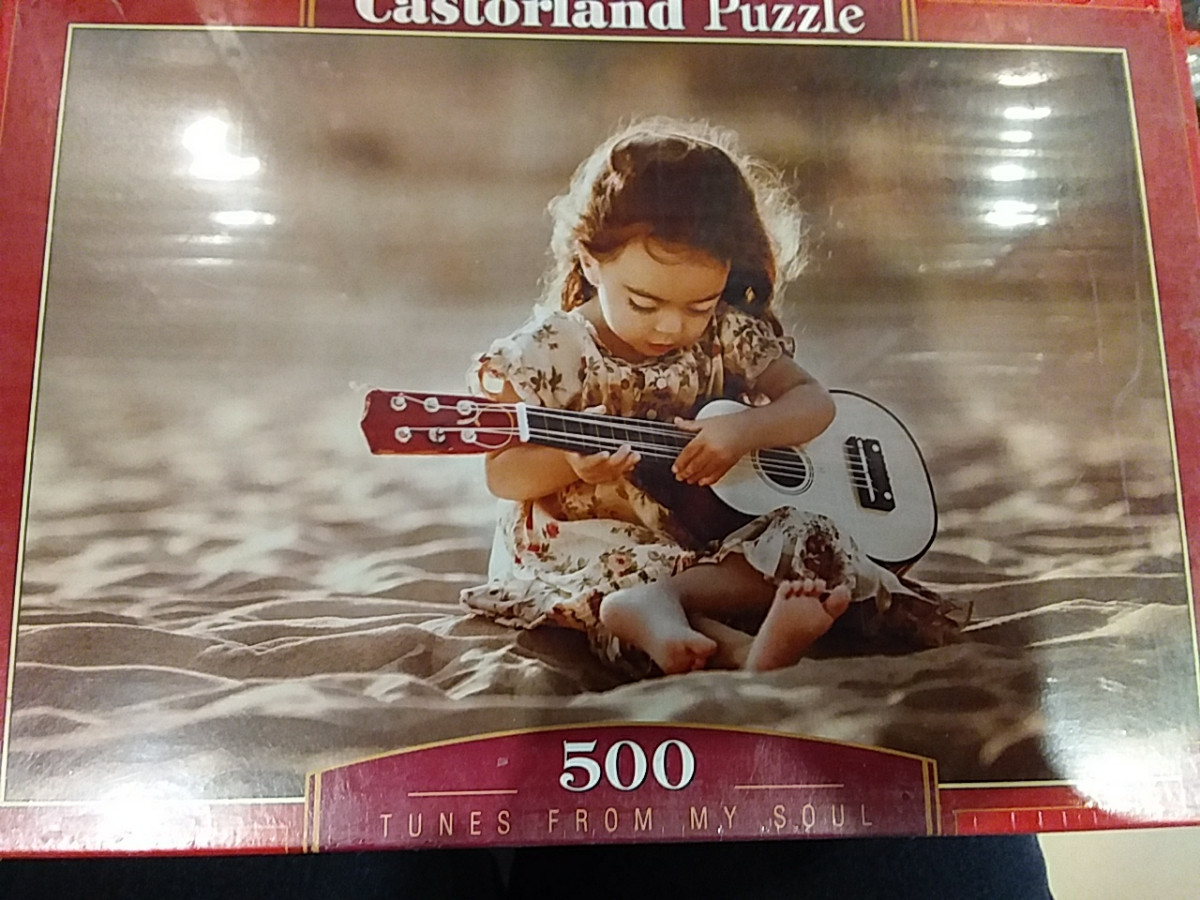 Castorland Puzzle
500
TUNES FROM MY SOUL